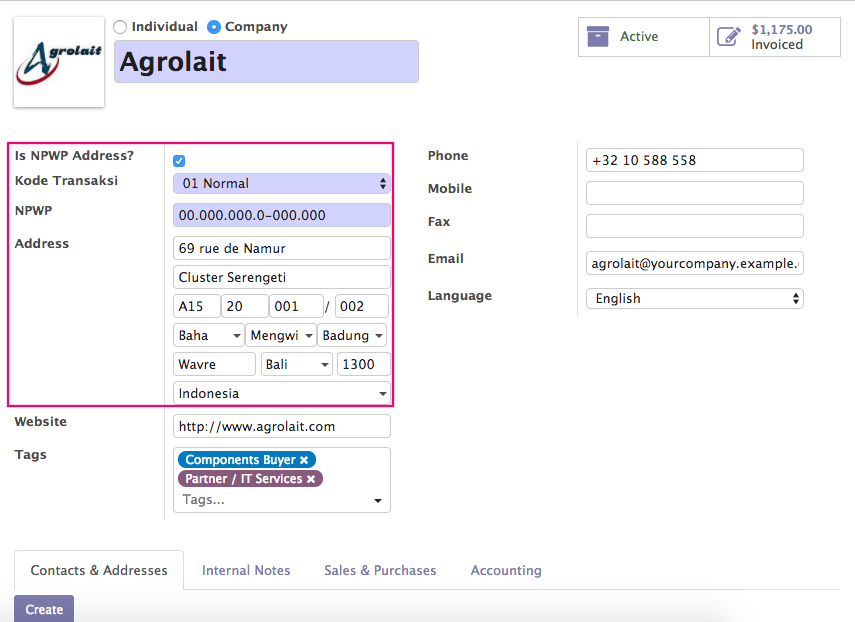 Agrolait
Individual Company
Agrolait
Active
$1,175.00
Invoiced
Is NPWP Address?
Kode Transaksi 01 Normal
NPWP 00.000.000.0-000.000
Address 69 rue de Namur
Cluster Serengeti
A15 20 001 / 002
Baha Mengwi Badung
Wavre Bali 1300
Indonesia
Website http://www.agrolait.com
Tags Components Buyer ×
Partner / IT Services ×
Tags...
Phone +32 10 588 558
Mobile
Fax
Email agrolait@yourcompany.example.
Language English
Contacts & Addresses Internal Notes Sales & Purchases Accounting
Create